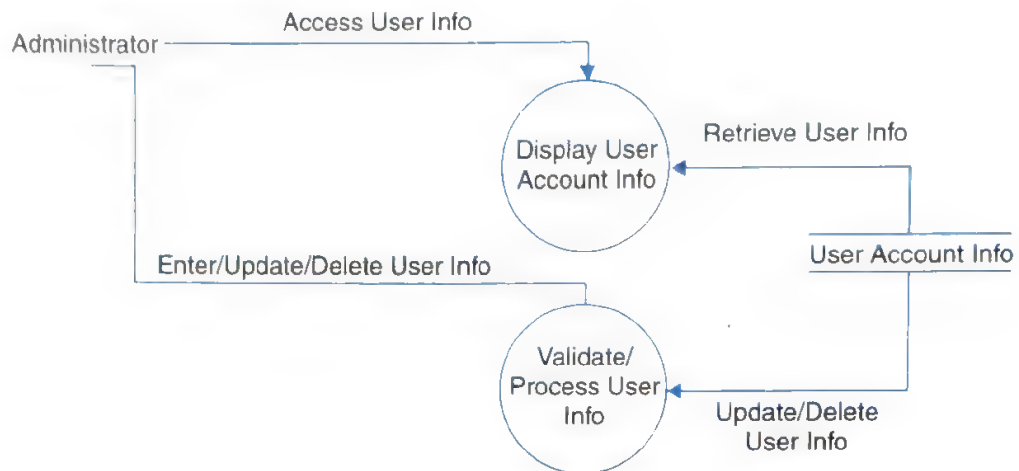 Access User Info
Administrator
Display User
Account Info
Retrieve User Info
User Account Info
Enter/Update/Delete User Info
Validate/
Process User
Info
Update/Delete
User Info